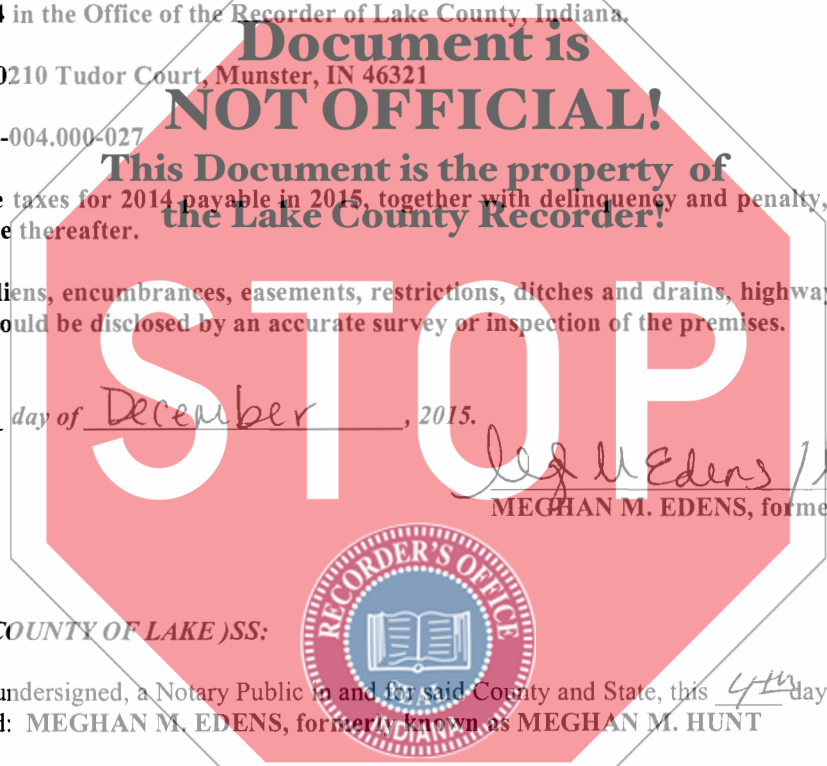 4 in the Office of the Recorder of Lake County, Indiana.
Document is
0210 Tudor Court, Munster, IN 46321
NOT OFFICIAL!
-004.000-027
This Document is the property of
e taxes for 2014 payable in 2015, together with delinquency and penalty,
the Lake County Recorder!
e thereafter.
liens, encumbrances, easements, restrictions, ditches and drains, highway
ould be disclosed by an accurate survey or inspection of the premises.
STOP
day of December, 2015.
Meghan M Edens /
MEGHAN M. EDENS, forme
RECORDER'S OFFICE
COUNTY OF LAKE )SS:
undersigned, a Notary Public in and for said County and State, this 4th day
d: MEGHAN M. EDENS, formerly known as MEGHAN M. HUNT
INDIANA